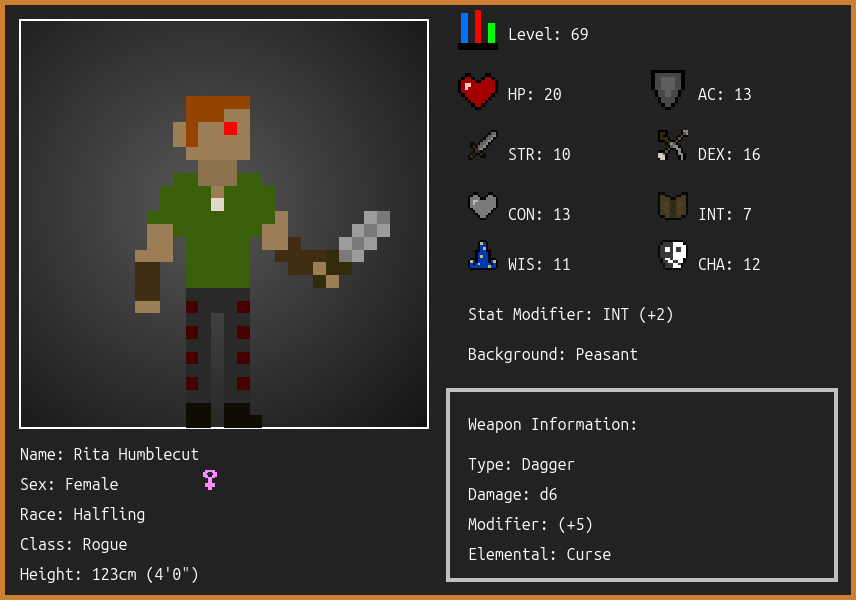 Level: 69
HP: 20
AC: 13
STR: 10
DEX: 16
CON: 13
INT: 7
WIS: 11
CHA: 12
Stat Modifier: INT (+2)
Background: Peasant
Weapon Information:
Type: Dagger
Damage: d6
Modifier: (+5)
Elemental: Curse
Name: Rita Humblecut
Sex: Female
Race: Halfling
Class: Rogue
Height: 123cm (4'0")